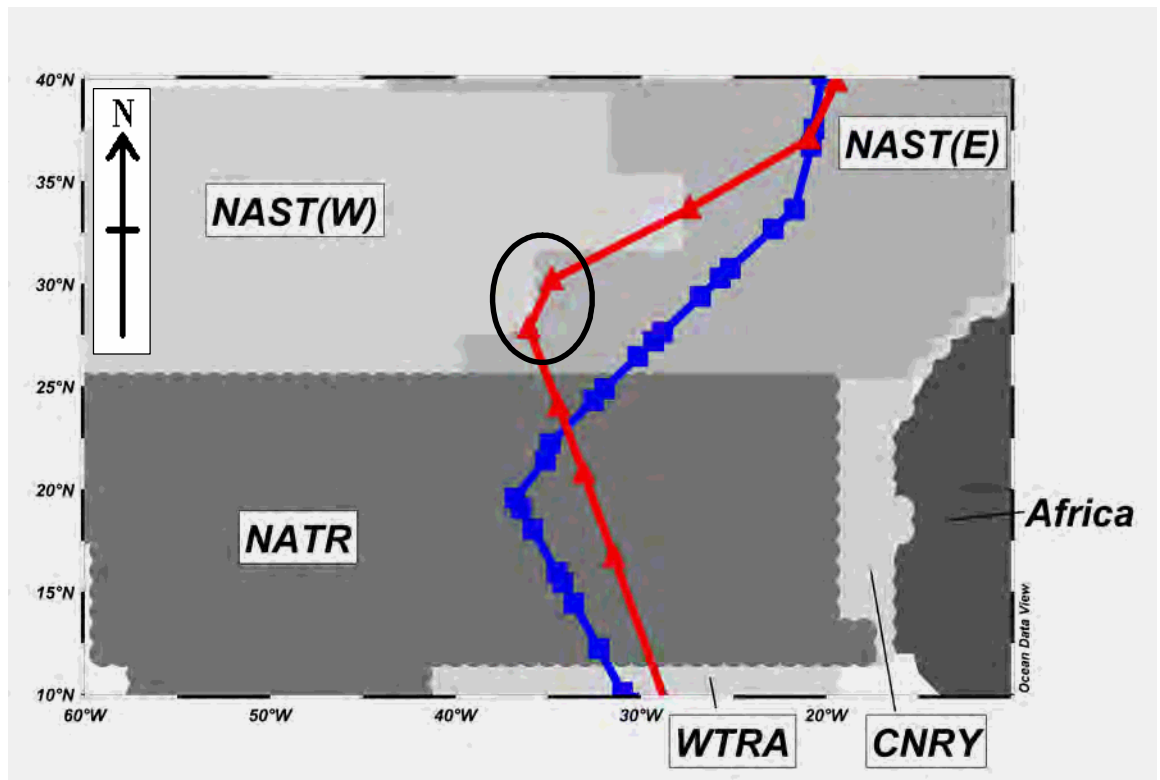 40°N
N
NAST(E)
35°N
NAST(W)
30°N
25°N
20°N
Africa
NATR
15°N
Ocean Data View
10°N
60°W
50°W
40°W
30°W
20°W
WTRA
CNRY